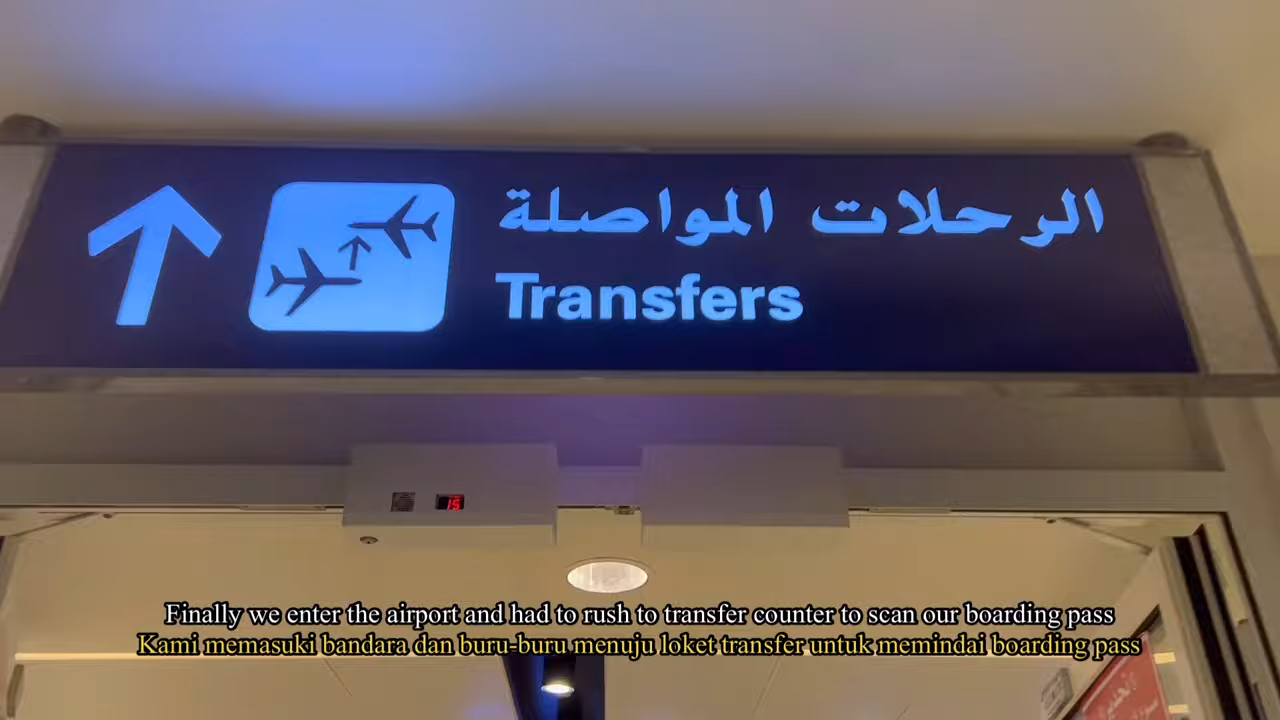 الرحلات المواصلة
Transfers
15
Finally we enter the airport and had to rush to transfer counter to scan our boarding pass
Kami memasuki bandara dan buru-buru menuju loket transfer untuk memindai boarding pass